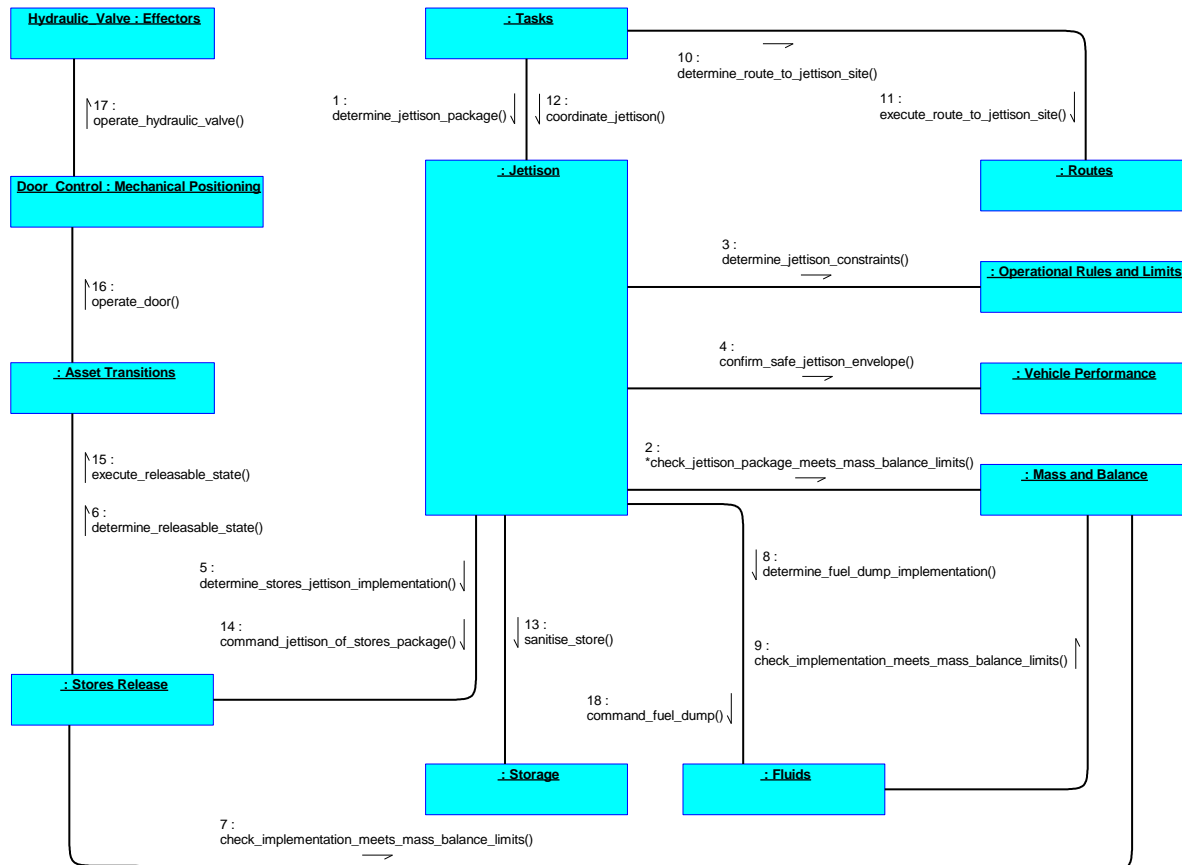 Hydraulic_Valve : Effectors
: Tasks
10 :
determine_route_to_jettison_site()
17 :
operate_hydraulic_valve()
1 :
determine_jettison_package()
12 :
coordinate_jettison()
11 :
execute_route_to_jettison_site()
: Jettison
: Routes
Door_Control : Mechanical Positioning
3 :
determine_jettison_constraints()
: Operational Rules and Limits
16 :
operate_door()
4 :
confirm_safe_jettison_envelope()
: Asset Transitions
: Vehicle Performance
2 :
*check_jettison_package_meets_mass_balance_limits()
15 :
execute_releasable_state()
: Mass and Balance
6 :
determine_releasable_state()
5 :
determine_stores_jettison_implementation()
8 :
determine_fuel_dump_implementation()
14 :
command_jettison_of_stores_package()
13 :
sanitise_store()
9 :
check_implementation_meets_mass_balance_limits()
: Stores Release
18 :
command_fuel_dump()
: Storage
: Fluids
7 :
check_implementation_meets_mass_balance_limits()